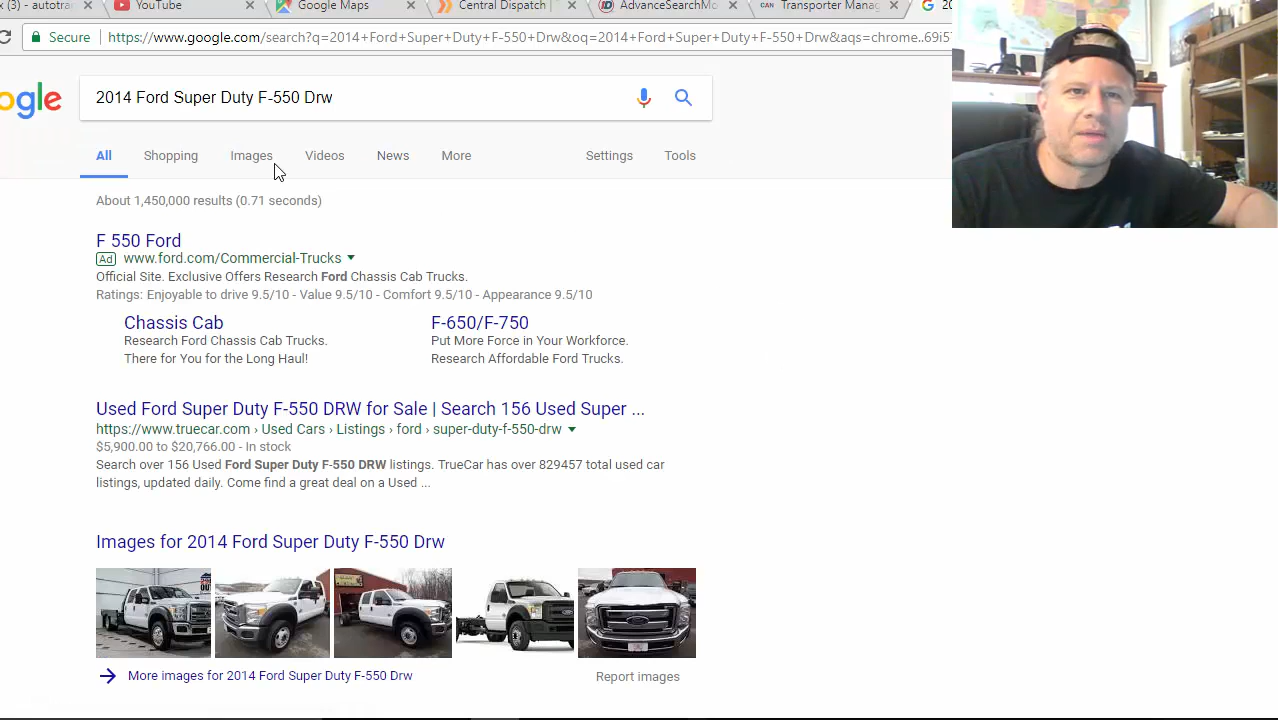 x (3) - autotra
YouTube
Google Maps
Central Dispatch |
AdvanceSearchMo
CAN Transporter Manag
G 20
Secure | https://www.google.com/search?q=2014+Ford+Super+Duty+F-550+Drw&oq=2014+Ford+Super+Duty+F-550+Drw&aqs=chrome..69i5
ogle
2014 Ford Super Duty F-550 Drw
All Shopping Images Videos News More Settings Tools
About 1,450,000 results (0.71 seconds)
F 550 Ford
Ad www.ford.com/Commercial-Trucks
Official Site. Exclusive Offers Research Ford Chassis Cab Trucks.
Ratings: Enjoyable to drive 9.5/10 - Value 9.5/10 - Comfort 9.5/10 - Appearance 9.5/10
Chassis Cab
Research Ford Chassis Cab Trucks.
There for You for the Long Haul!
F-650/F-750
Put More Force in Your Workforce.
Research Affordable Ford Trucks.
Used Ford Super Duty F-550 DRW for Sale | Search 156 Used Super ...
https://www.truecar.com › Used Cars › Listings › ford › super-duty-f-550-drw
$5,900.00 to $20,766.00 - In stock
Search over 156 Used Ford Super Duty F-550 DRW listings. TrueCar has over 829457 total used car
listings, updated daily. Come find a great deal on a Used ...
Images for 2014 Ford Super Duty F-550 Drw
More images for 2014 Ford Super Duty F-550 Drw
Report images